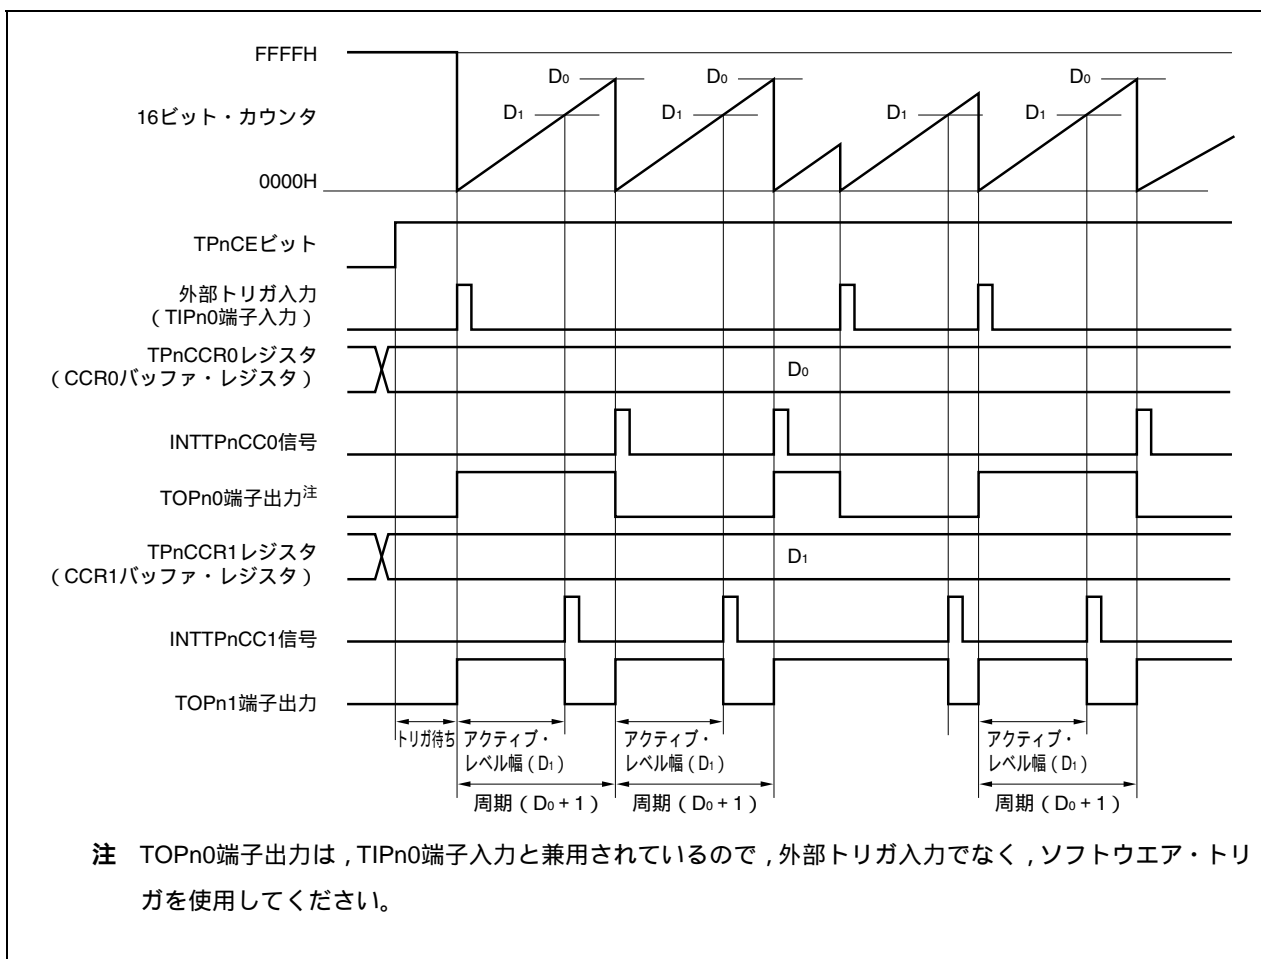 FFFFH
D0
D0
D0
16ビット・カウンタ
D1
D1
D1
D1
0000H
TPnCEビット
外部トリガ入力
（TIPn0端子入力）
TPnCCR0レジスタ
（CCR0バッファ・レジスタ）
D0
INTTPnCC0信号
TOPn0端子出力注
TPnCCR1レジスタ
（CCR1バッファ・レジスタ）
D1
INTTPnCC1信号
TOPn1端子出力
トリガ待ち
アクティブ・
レベル幅（D1）
アクティブ・
レベル幅（D1）
アクティブ・
レベル幅（D1）
周期（D0＋1）
周期（D0＋1）
周期（D0＋1）
注 TOPn0端子出力は，TIPn0端子入力と兼用されているので，外部トリガ入力でなく，ソフトウエア・トリ
ガを使用してください。